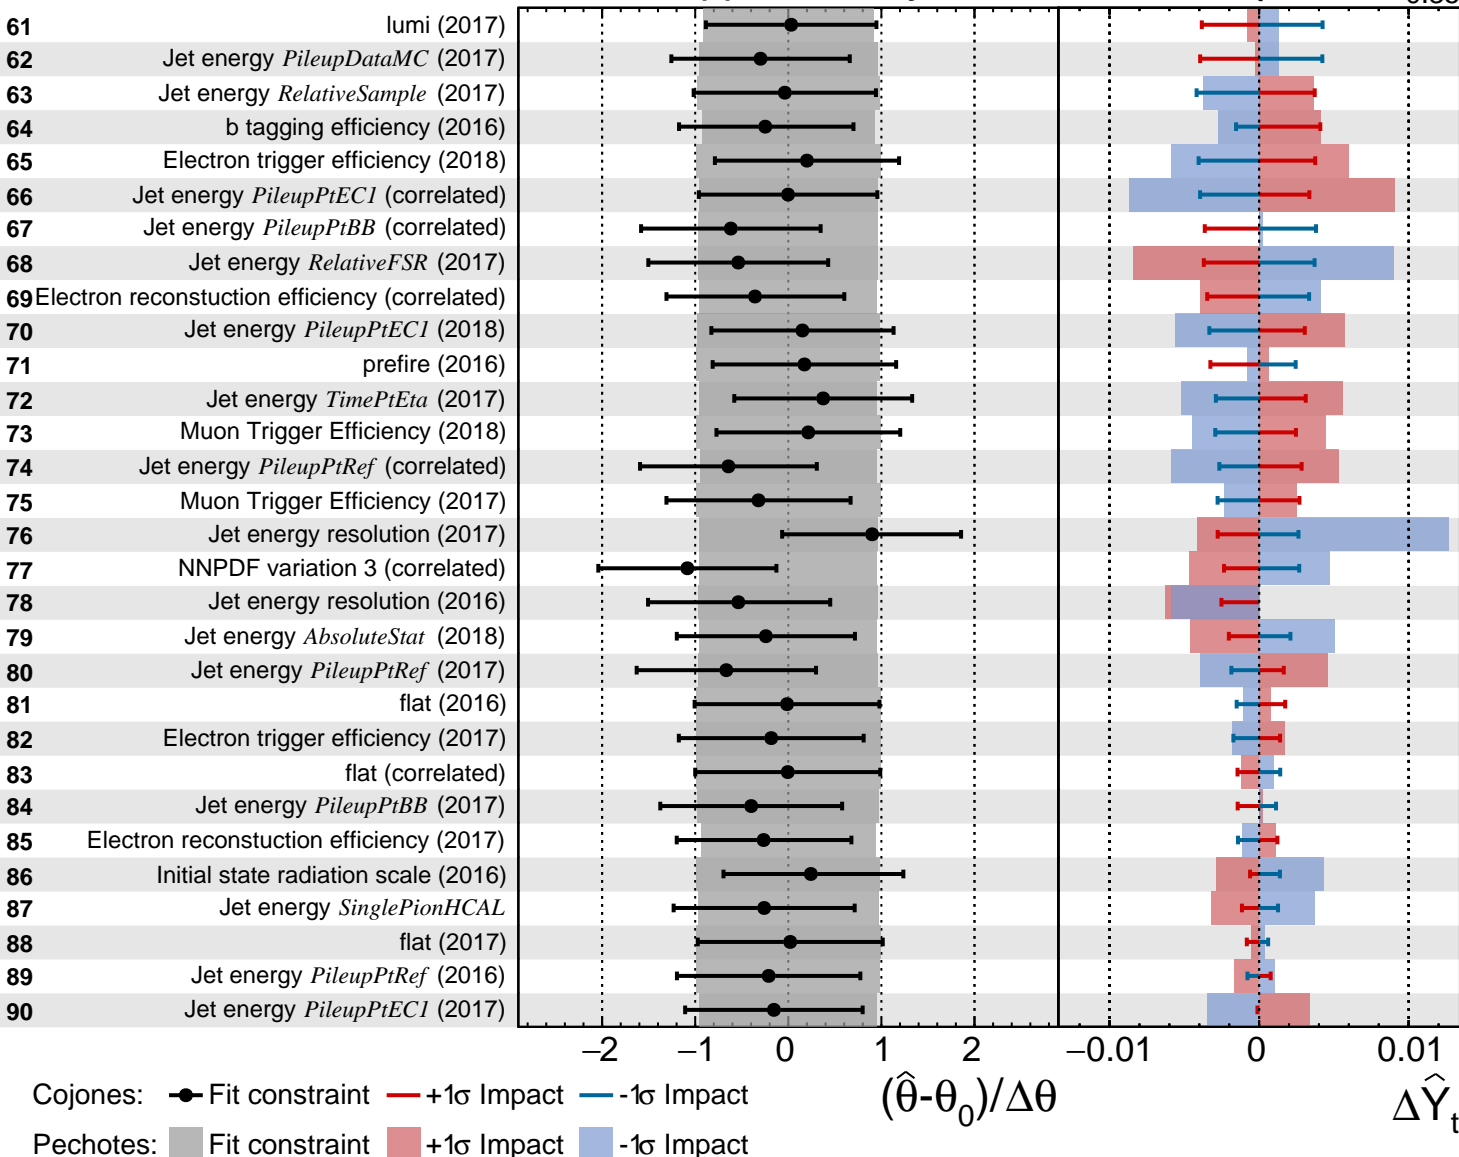 61 lumi (2017)
62 Jet energy PileupDataMC (2017)
63 Jet energy RelativeSample (2017)
64 b tagging efficiency (2016)
65 Electron trigger efficiency (2018)
66 Jet energy PileupPtEC1 (correlated)
67 Jet energy PileupPtBB (correlated)
68 Jet energy RelativeFSR (2017)
69 Electron reconstuction efficiency (correlated)
70 Jet energy PileupPtEC1 (2018)
71 prefire (2016)
72 Jet energy TimePtEta (2017)
73 Muon Trigger Efficiency (2018)
74 Jet energy PileupPtRef (correlated)
75 Muon Trigger Efficiency (2017)
76 Jet energy resolution (2017)
77 NNPDF variation 3 (correlated)
78 Jet energy resolution (2016)
79 Jet energy AbsoluteStat (2018)
80 Jet energy PileupPtRef (2017)
81 flat (2016)
82 Electron trigger efficiency (2017)
83 flat (correlated)
84 Jet energy PileupPtBB (2017)
85 Electron reconstuction efficiency (2017)
86 Initial state radiation scale (2016)
87 Jet energy SinglePionHCAL
88 flat (2017)
89 Jet energy PileupPtRef (2016)
90 Jet energy PileupPtEC1 (2017)
−2 −1 0 1 2 −0.01 0 0.01
(θ̂-θ₀)/Δθ ΔŶₜ
Cojones: Fit constraint +1σ Impact -1σ Impact
Pechotes: Fit constraint +1σ Impact -1σ Impact